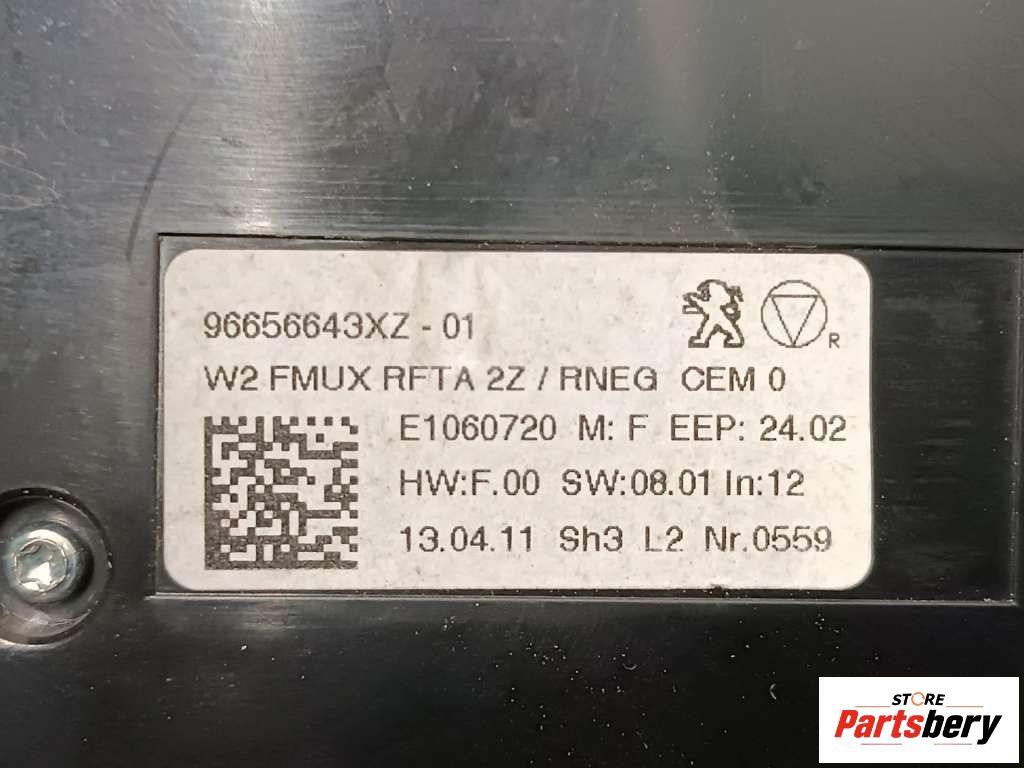 96656643XZ - 01
R
W2 FMUX RFTA 2Z / RNEG CEM 0
E1060720 M: F EEP: 24.02
HW:F.00 SW:08.01 In:12
13.04.11 Sh3 L2 Nr.0559
STORE
Partsbery